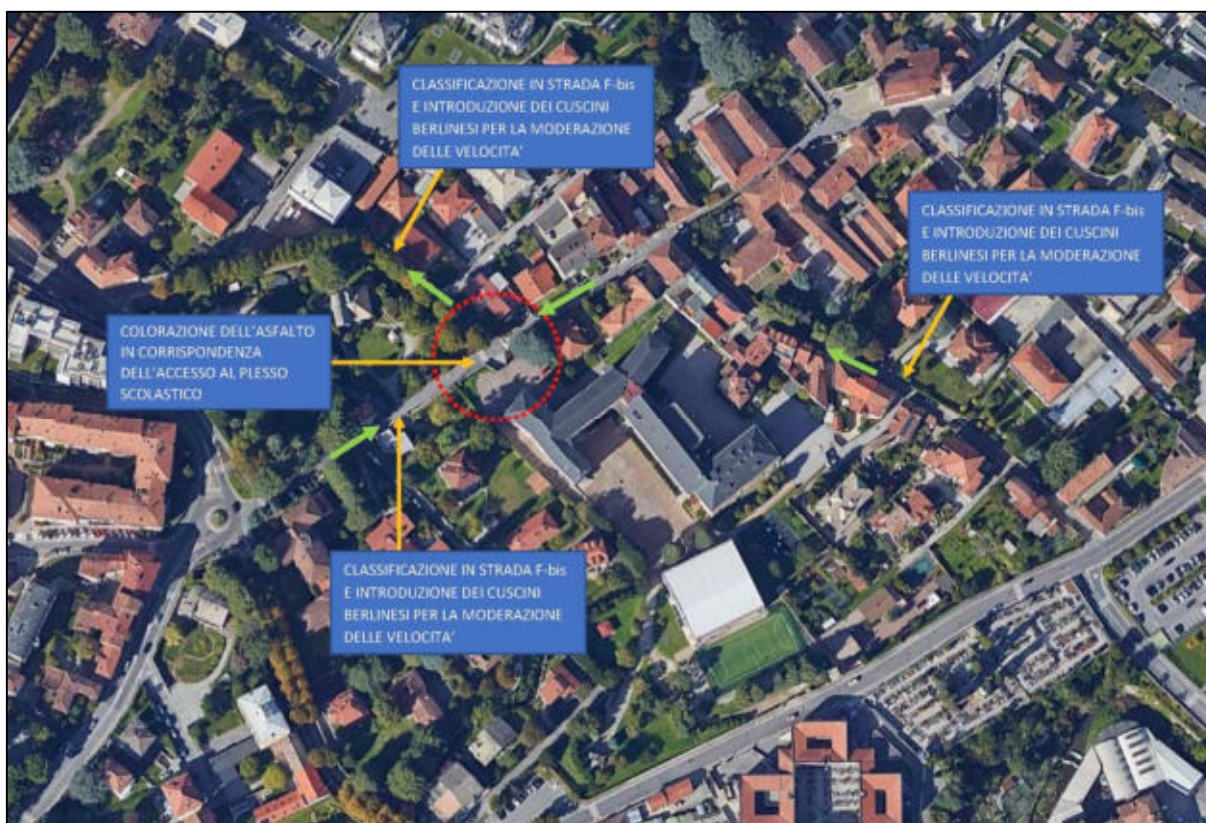 CLASSIFICAZIONE IN STRADA F-bis
E INTRODUZIONE DEI CUSCINI
BERLINESI PER LA MODERAZIONE
DELLE VELOCITA'
CLASSIFICAZIONE IN STRADA F-bis
E INTRODUZIONE DEI CUSCINI
BERLINESI PER LA MODERAZIONE
DELLE VELOCITA'
COLORAZIONE DELL'ASFALTO
IN CORRISPONDENZA
DELL'ACCESSO AL PLESSO
SCOLASTICO
CLASSIFICAZIONE IN STRADA F-bis
E INTRODUZIONE DEI CUSCINI
BERLINESI PER LA MODERAZIONE
DELLE VELOCITA'